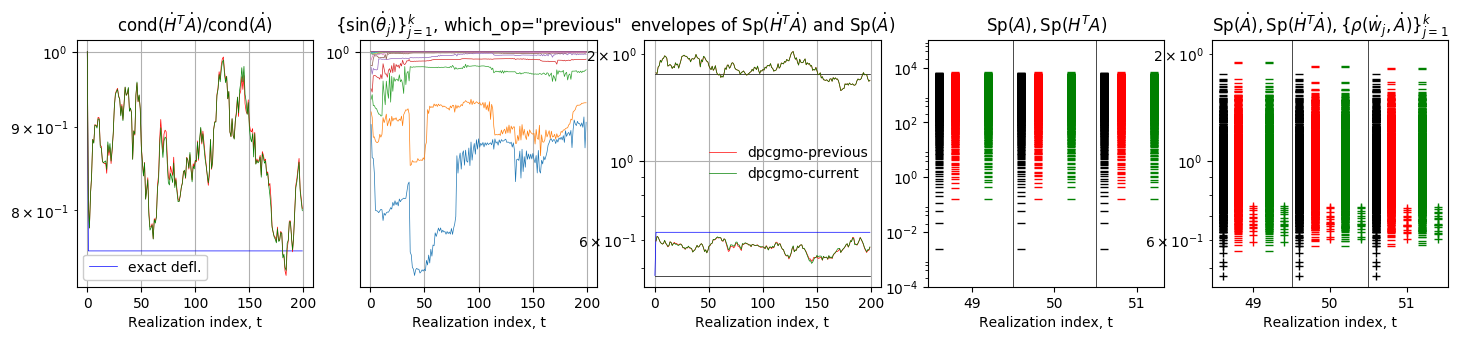 cond(Ḣ^TȦ)/cond(Ȧ)
10^0
9 × 10^−1
8 × 10^−1
exact defl.
0 50 100 150 200
Realization index, t
{sin(θ̇_j)}_{j=1}^k, which_op="previous"
10^0
0 50 100 150 200
Realization index, t
envelopes of Sp(Ḣ^TȦ) and Sp(Ȧ)
2 × 10^0
10^0
6 × 10^−1
dpcgmo-previous
dpcgmo-current
0 50 100 150 200
Realization index, t
Sp(A), Sp(H^TA)
10^4
10^2
10^0
10^−2
10^−4
49 50 51
Realization index, t
Sp(Ȧ), Sp(Ḣ^TȦ), {ρ(ẇ_j, Ȧ)}_{j=1}^k
2 × 10^0
10^0
6 × 10^−1
49 50 51
Realization index, t